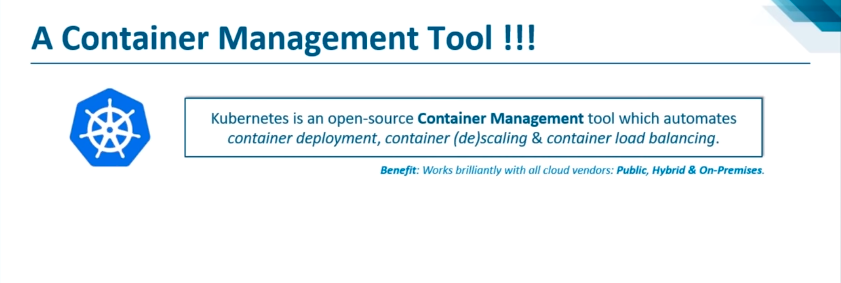 A Container Management Tool !!!
Kubernetes is an open-source Container Management tool which automates
container deployment, container (de)scaling & container load balancing.
Benefit: Works brilliantly with all cloud vendors: Public, Hybrid & On-Premises.